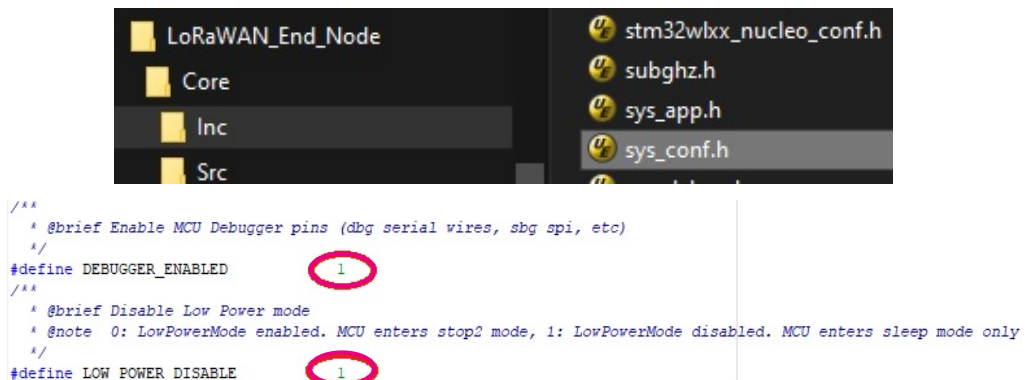 LoRaWAN_End_Node
Core
Inc
Src
stm32wlxx_nucleo_conf.h
subghz.h
sys_app.h
sys_conf.h
/**
* @brief Enable MCU Debugger pins (dbg serial wires, sbg spi, etc)
*/
#define DEBUGGER_ENABLED 1
/**
* @brief Disable Low Power mode
* @note 0: LowPowerMode enabled. MCU enters stop2 mode, 1: LowPowerMode disabled. MCU enters sleep mode only
*/
#define LOW_POWER_DISABLE 1